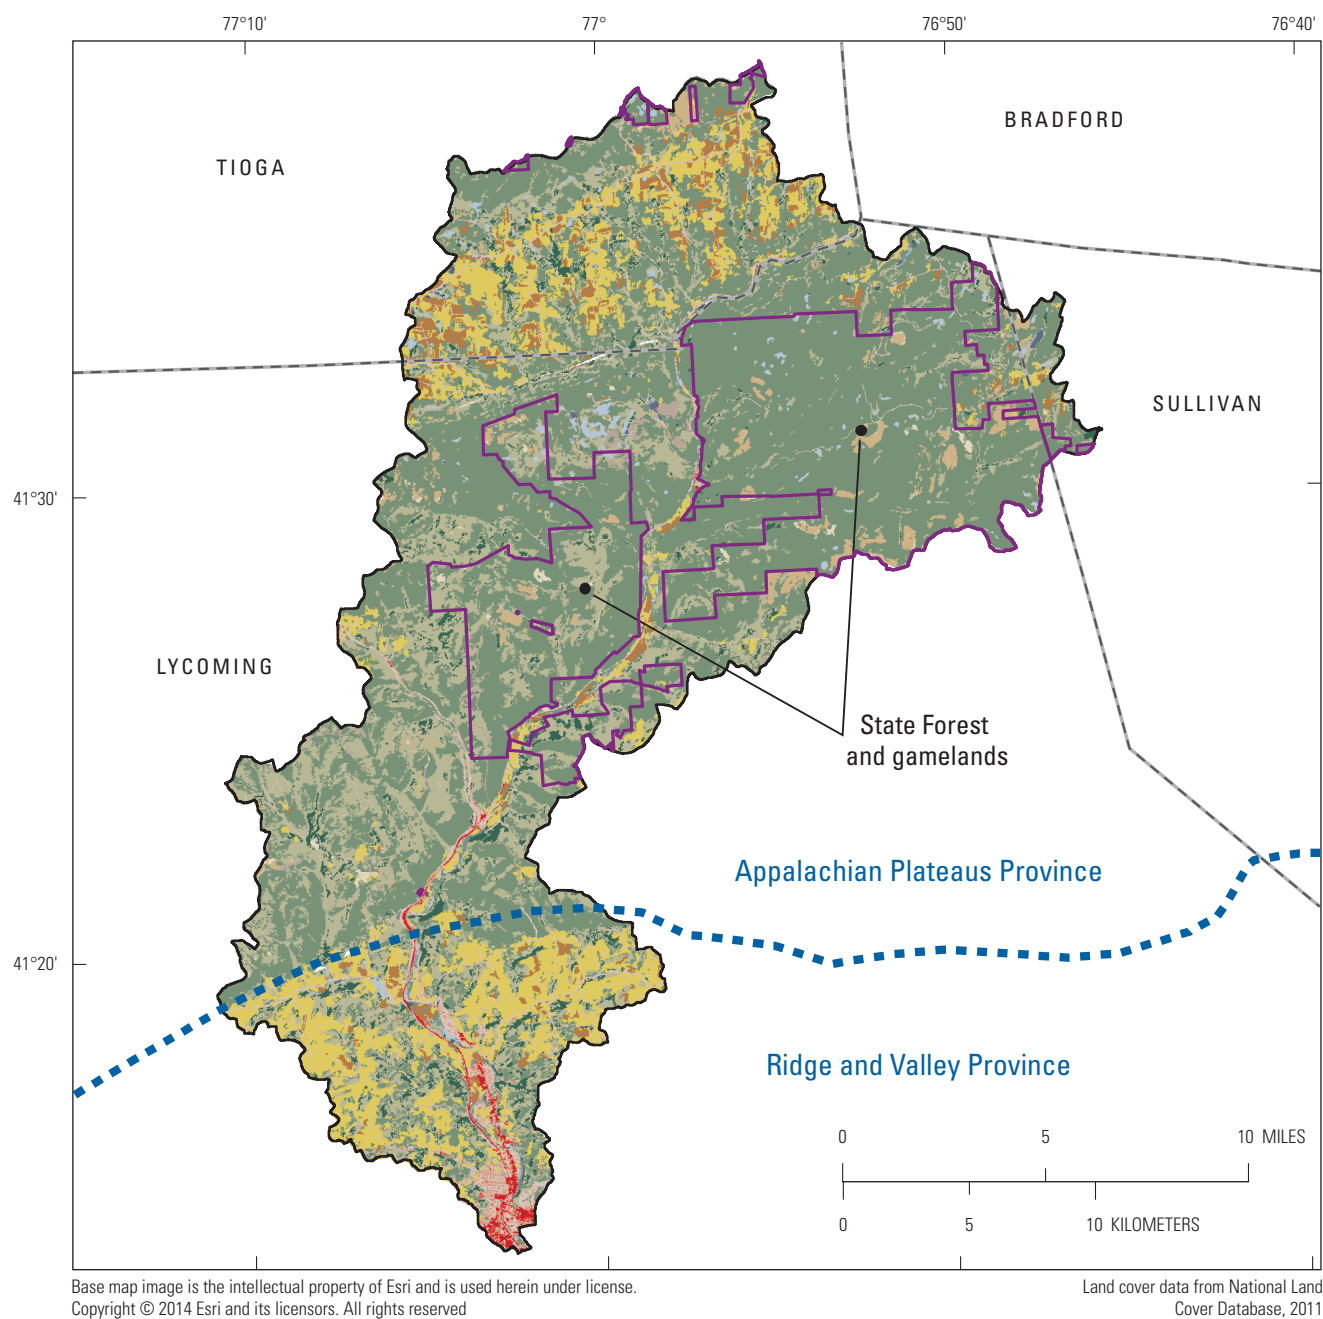 77°10'
77°
76°50'
76°40'
BRADFORD
TIOGA
SULLIVAN
41°30'
LYCOMING
State Forest
and gamelands
Appalachian Plateaus Province
41°20'
Ridge and Valley Province
0 5 10 MILES
0 5 10 KILOMETERS
Base map image is the intellectual property of Esri and is used herein under license.
Copyright © 2014 Esri and its licensors. All rights reserved
Land cover data from National Land
Cover Database, 2011